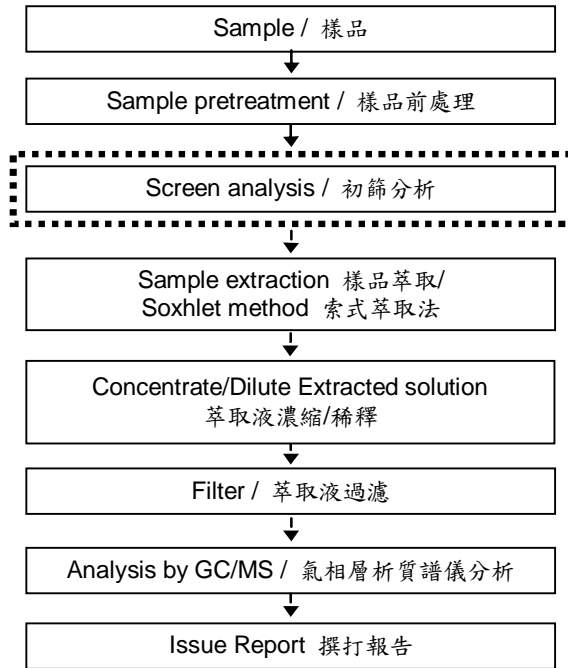 Sample / 樣品
Sample pretreatment / 樣品前處理
Screen analysis / 初篩分析
Sample extraction 樣品萃取/
Soxhlet method 索式萃取法
Concentrate/Dilute Extracted solution
萃取液濃縮/稀釋
Filter / 萃取液過濾
Analysis by GC/MS / 氣相層析質譜儀分析
Issue Report 撰打報告